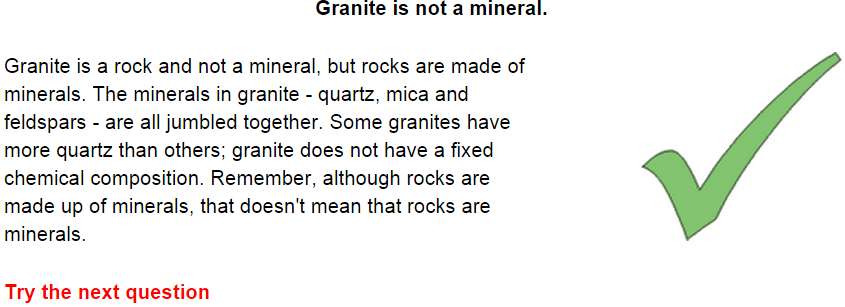 Granite is not a mineral.
Granite is a rock and not a mineral, but rocks are made of
minerals. The minerals in granite - quartz, mica and
feldspars - are all jumbled together. Some granites have
more quartz than others; granite does not have a fixed
chemical composition. Remember, although rocks are
made up of minerals, that doesn't mean that rocks are
minerals.
Try the next question